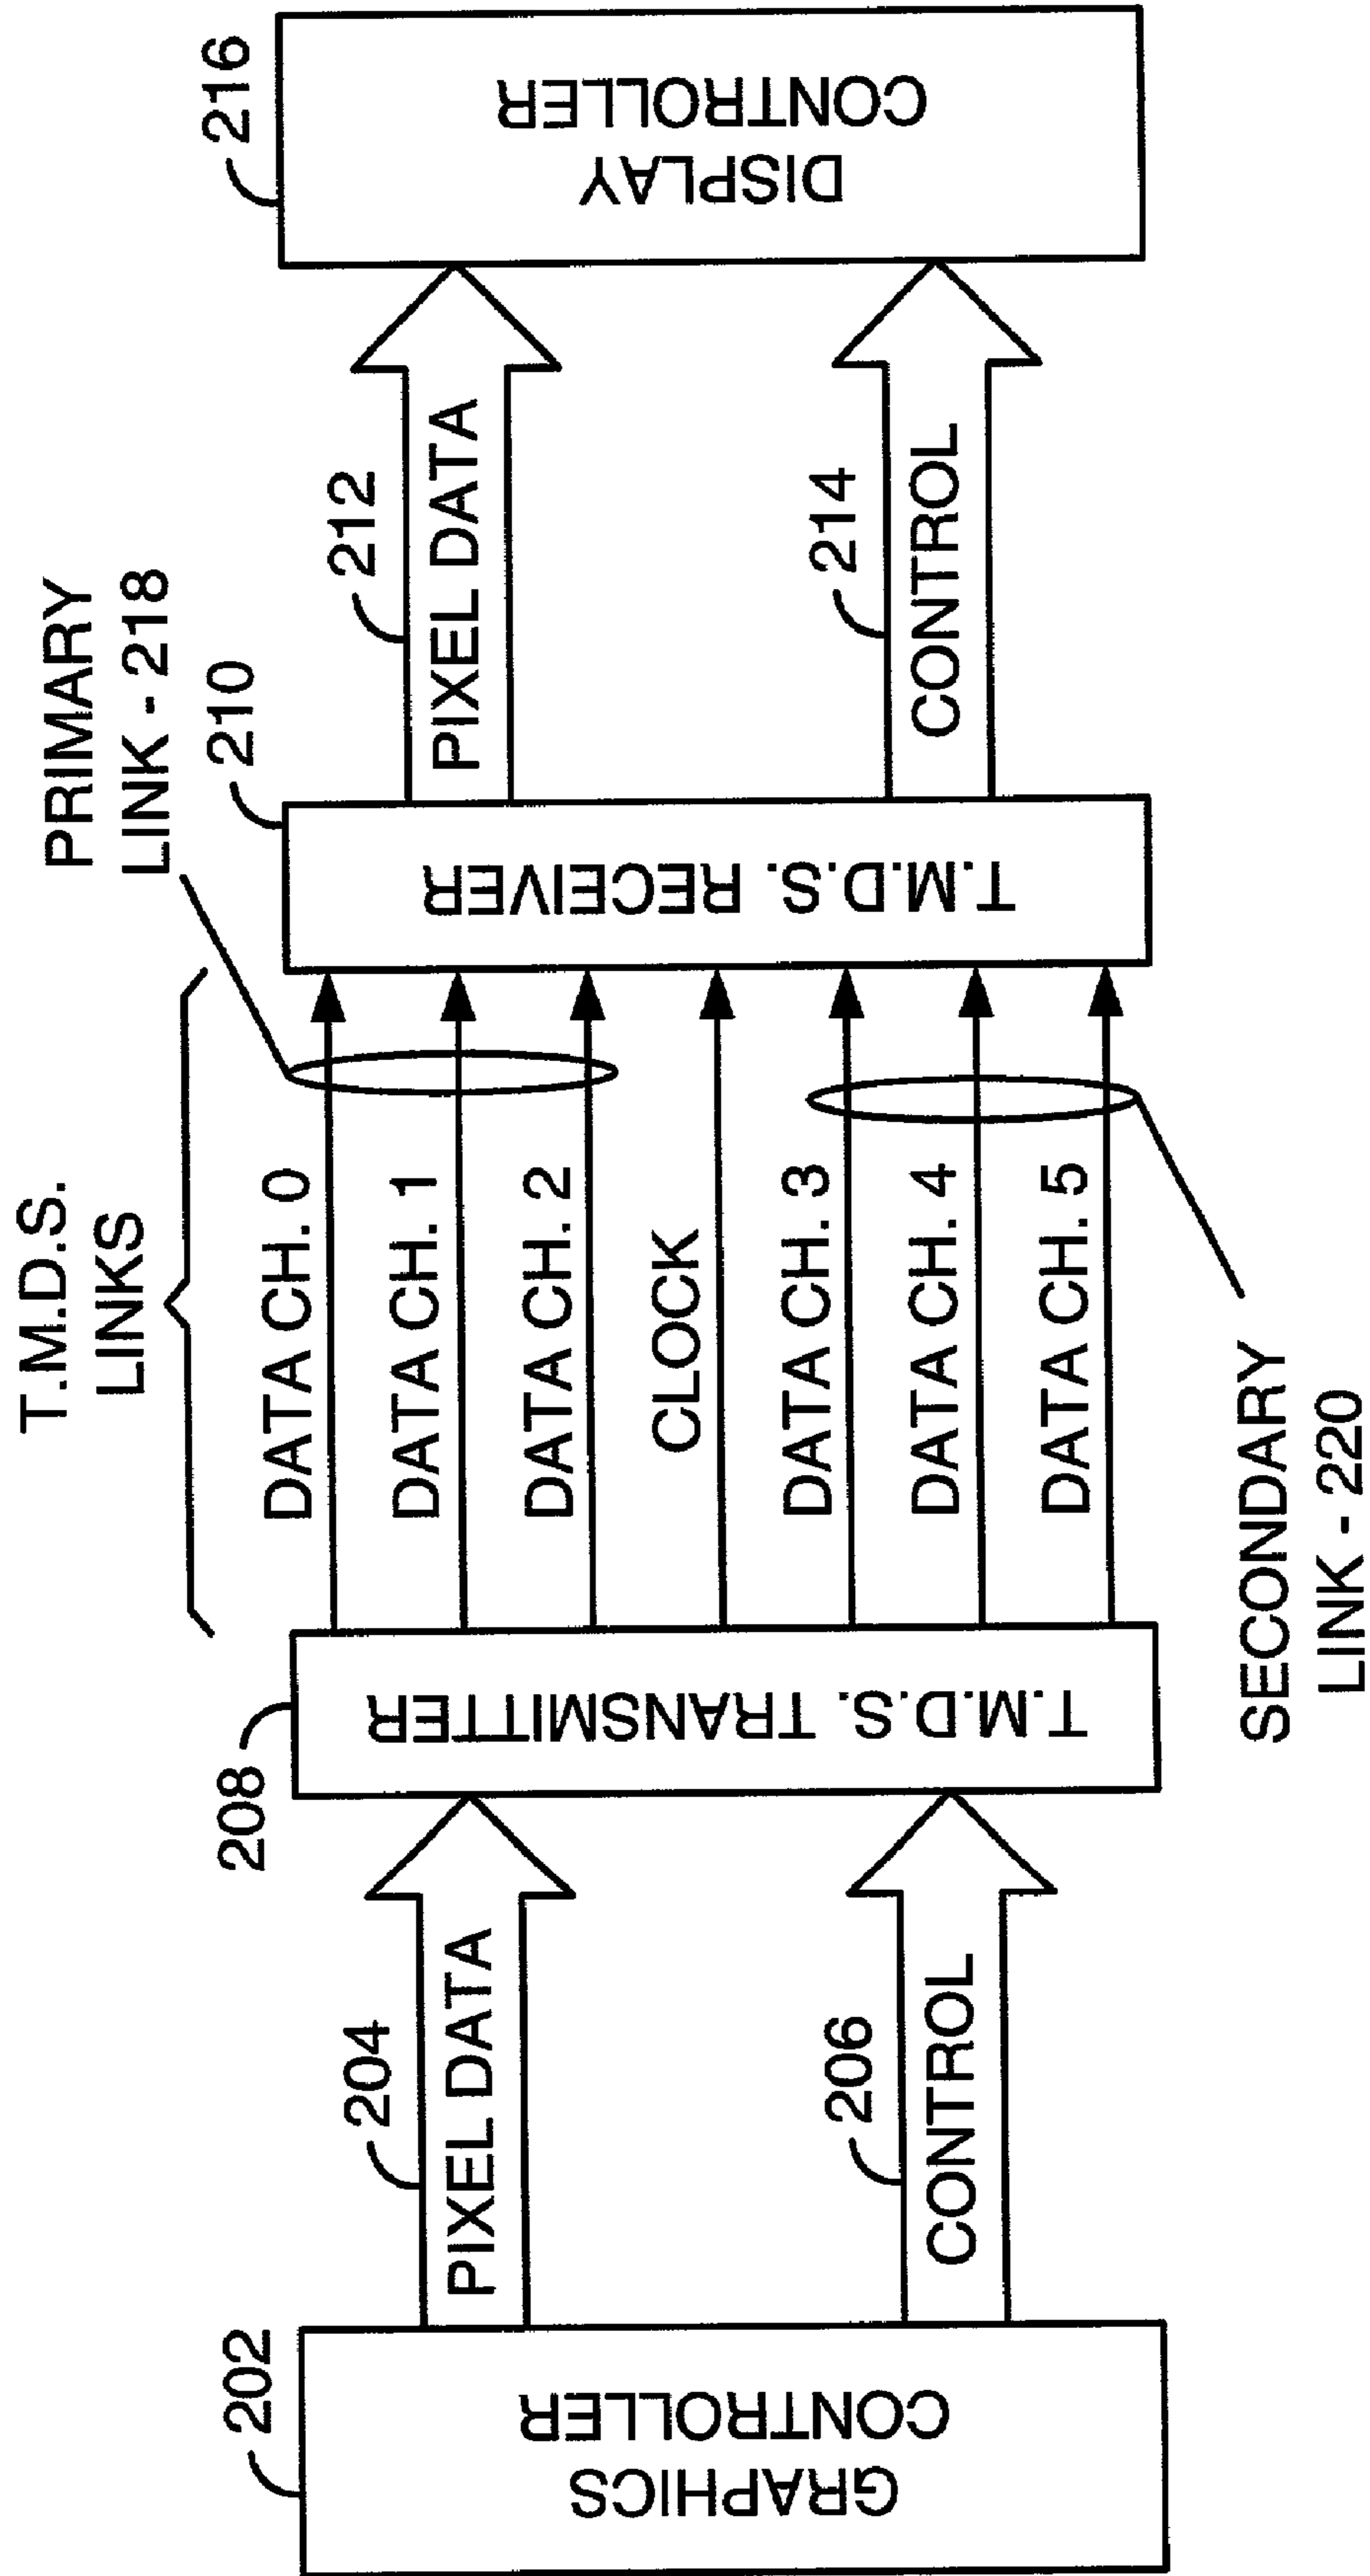 T.M.D.S.
LINKS
PRIMARY
LINK - 218
202
GRAPHICS
CONTROLLER
204
PIXEL DATA
206
CONTROL
208
T.M.D.S. TRANSMITTER
DATA CH. 0
DATA CH. 1
DATA CH. 2
CLOCK
DATA CH. 3
DATA CH. 4
DATA CH. 5
210
T.M.D.S. RECEIVER
212
PIXEL DATA
214
CONTROL
216
DISPLAY
CONTROLLER
SECONDARY
LINK - 220